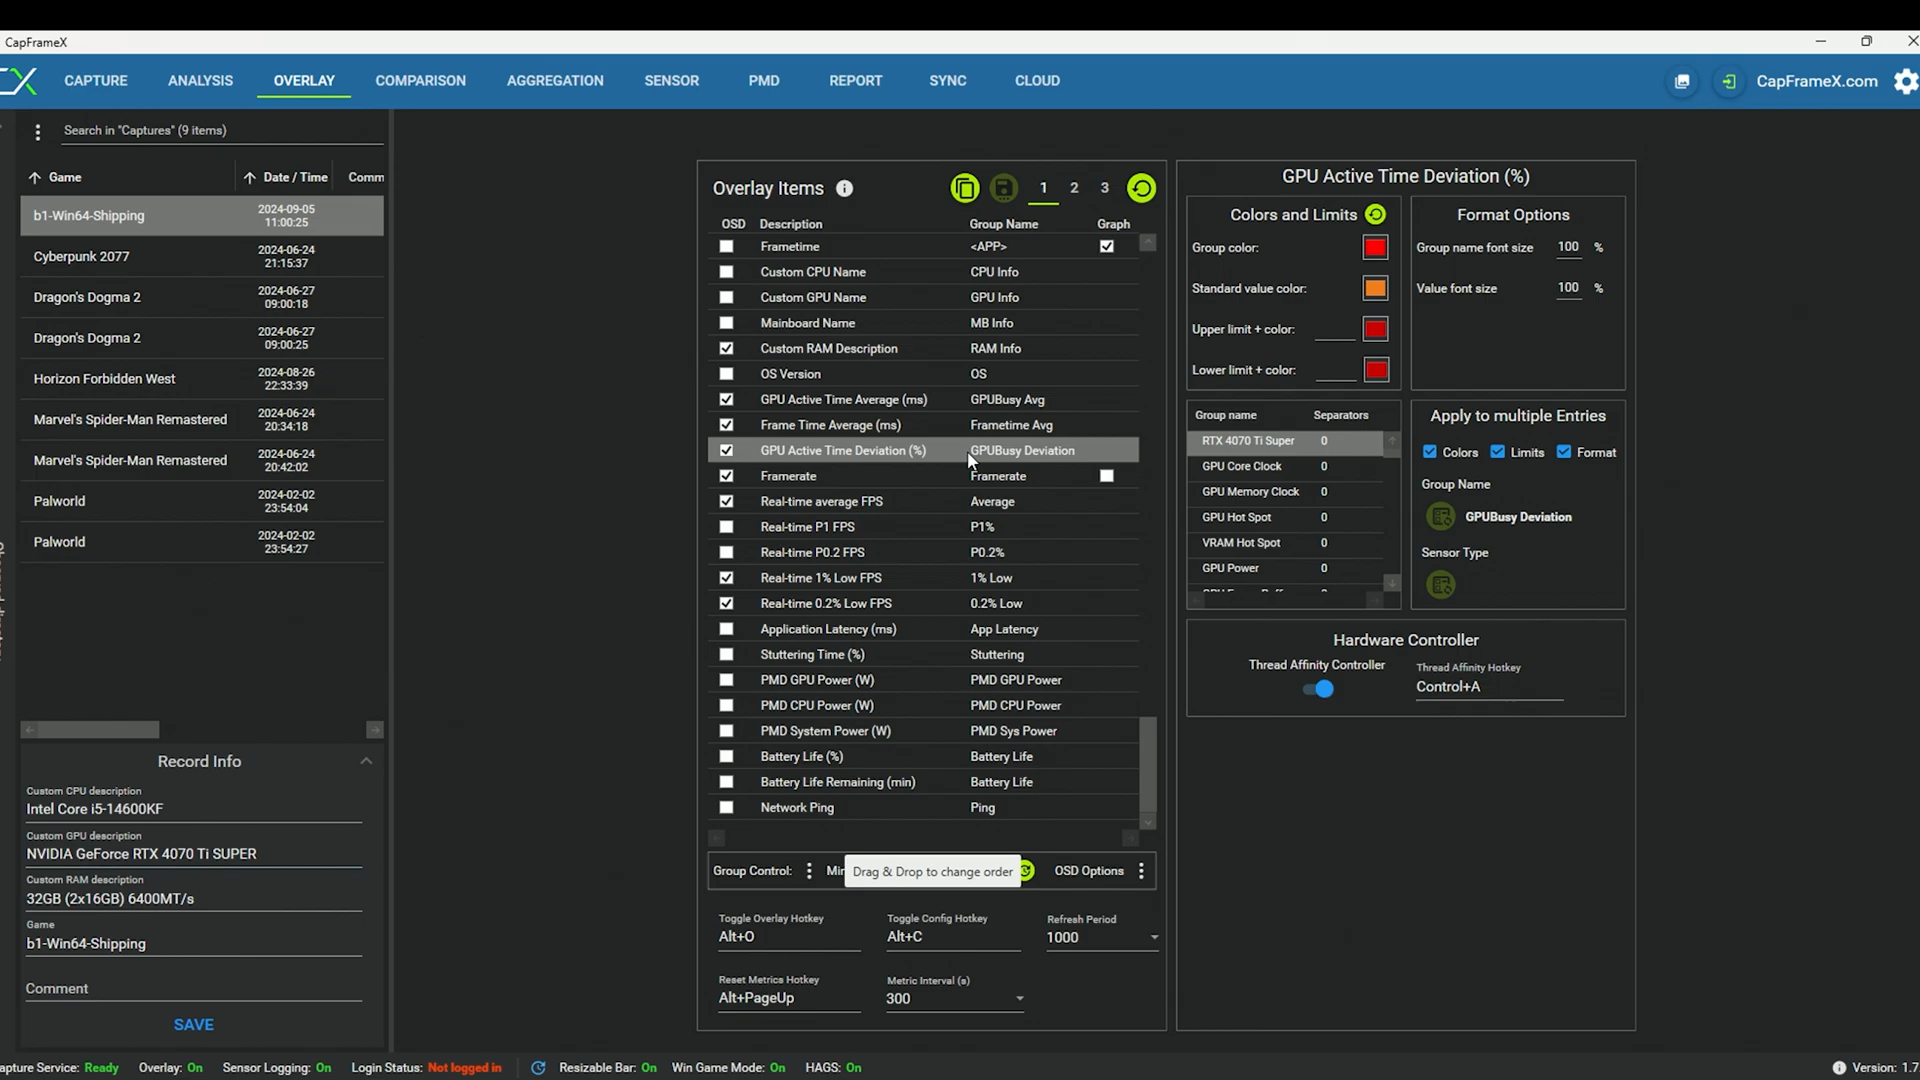 CapFrameX
CAPTURE ANALYSIS OVERLAY COMPARISON AGGREGATION SENSOR PMD REPORT SYNC CLOUD CapFrameX.com
Search in "Captures" (9 items)
Game Date / Time Comm
b1-Win64-Shipping 2024-09-05 11:00:25
Cyberpunk 2077 2024-06-24 21:15:37
Dragon's Dogma 2 2024-06-27 09:00:18
Dragon's Dogma 2 2024-06-27 09:00:25
Horizon Forbidden West 2024-08-26 22:33:39
Marvel's Spider-Man Remastered 2024-06-24 20:34:18
Marvel's Spider-Man Remastered 2024-06-24 20:42:02
Palworld 2024-02-02 23:54:04
Palworld 2024-02-02 23:54:27
Record Info
Custom CPU description
Intel Core i5-14600KF
Custom GPU description
NVIDIA GeForce RTX 4070 Ti SUPER
Custom RAM description
32GB (2x16GB) 6400MT/s
Game
b1-Win64-Shipping
Comment
SAVE
Overlay Items 1 2 3
OSD Description Group Name Graph
Frametime <APP>
Custom CPU Name CPU Info
Custom GPU Name GPU Info
Mainboard Name MB Info
Custom RAM Description RAM Info
OS Version OS
GPU Active Time Average (ms) GPUBusy Avg
Frame Time Average (ms) Frametime Avg
GPU Active Time Deviation (%) GPUBusy Deviation
Framerate Framerate
Real-time average FPS Average
Real-time P1 FPS P1%
Real-time P0.2 FPS P0.2%
Real-time 1% Low FPS 1% Low
Real-time 0.2% Low FPS 0.2% Low
Application Latency (ms) App Latency
Stuttering Time (%) Stuttering
PMD GPU Power (W) PMD GPU Power
PMD CPU Power (W) PMD CPU Power
PMD System Power (W) PMD Sys Power
Battery Life (%) Battery Life
Battery Life Remaining (min) Battery Life
Network Ping Ping
Group Control: Drag & Drop to change order OSD Options
Toggle Overlay Hotkey Toggle Config Hotkey Refresh Period
Alt+O Alt+C 1000
Reset Metrics Hotkey Metric Interval (s)
Alt+PageUp 300
GPU Active Time Deviation (%)
Colors and Limits
Group color:
Standard value color:
Upper limit + color:
Lower limit + color:
Format Options
Group name font size 100 %
Value font size 100 %
Group name Separators
RTX 4070 Ti Super 0
GPU Core Clock 0
GPU Memory Clock 0
GPU Hot Spot 0
VRAM Hot Spot 0
GPU Power 0
Apply to multiple Entries
Colors Limits Format
Group Name
GPUBusy Deviation
Sensor Type
Hardware Controller
Thread Affinity Controller Thread Affinity Hotkey
Control+A
apture Service: Ready Overlay: On Sensor Logging: On Login Status: Not logged in Resizable Bar: On Win Game Mode: On HAGS: On Version: 1.7